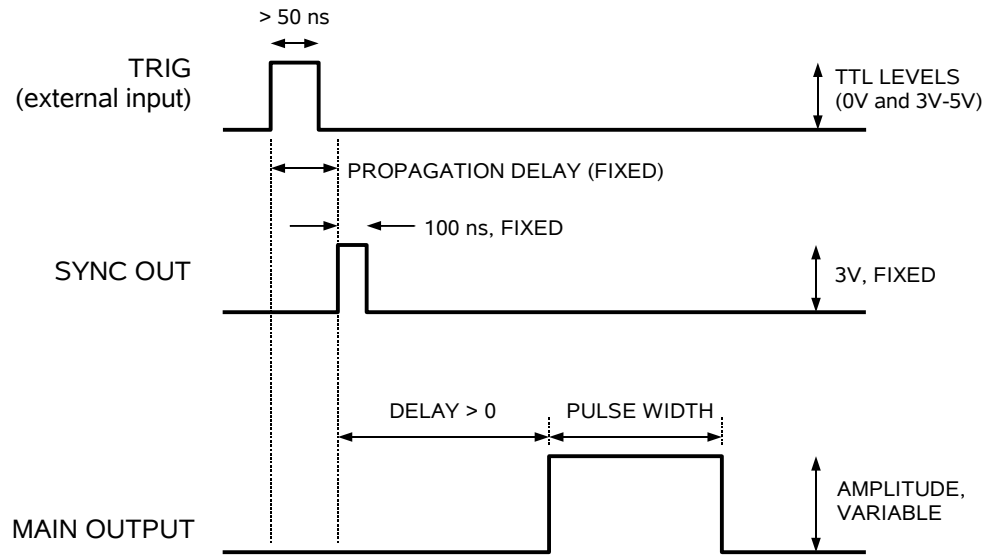 > 50 ns
TRIG
(external input)
TTL LEVELS
(0V and 3V-5V)
PROPAGATION DELAY (FIXED)
100 ns, FIXED
SYNC OUT
3V, FIXED
DELAY > 0
PULSE WIDTH
AMPLITUDE,
VARIABLE
MAIN OUTPUT